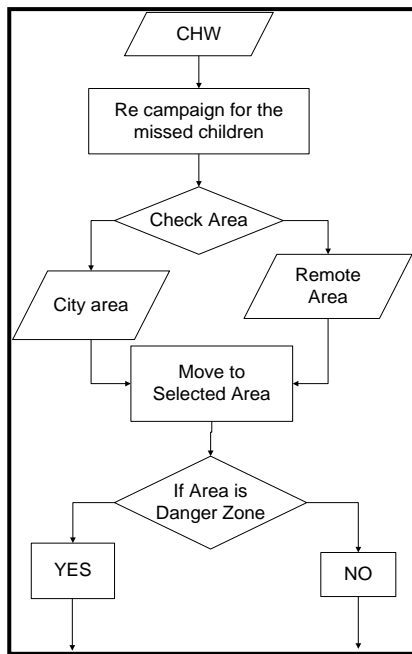 CHW
Re campaign for the
missed children
Check Area
City area
Remote
Area
Move to
Selected Area
If Area is
Danger Zone
YES
NO